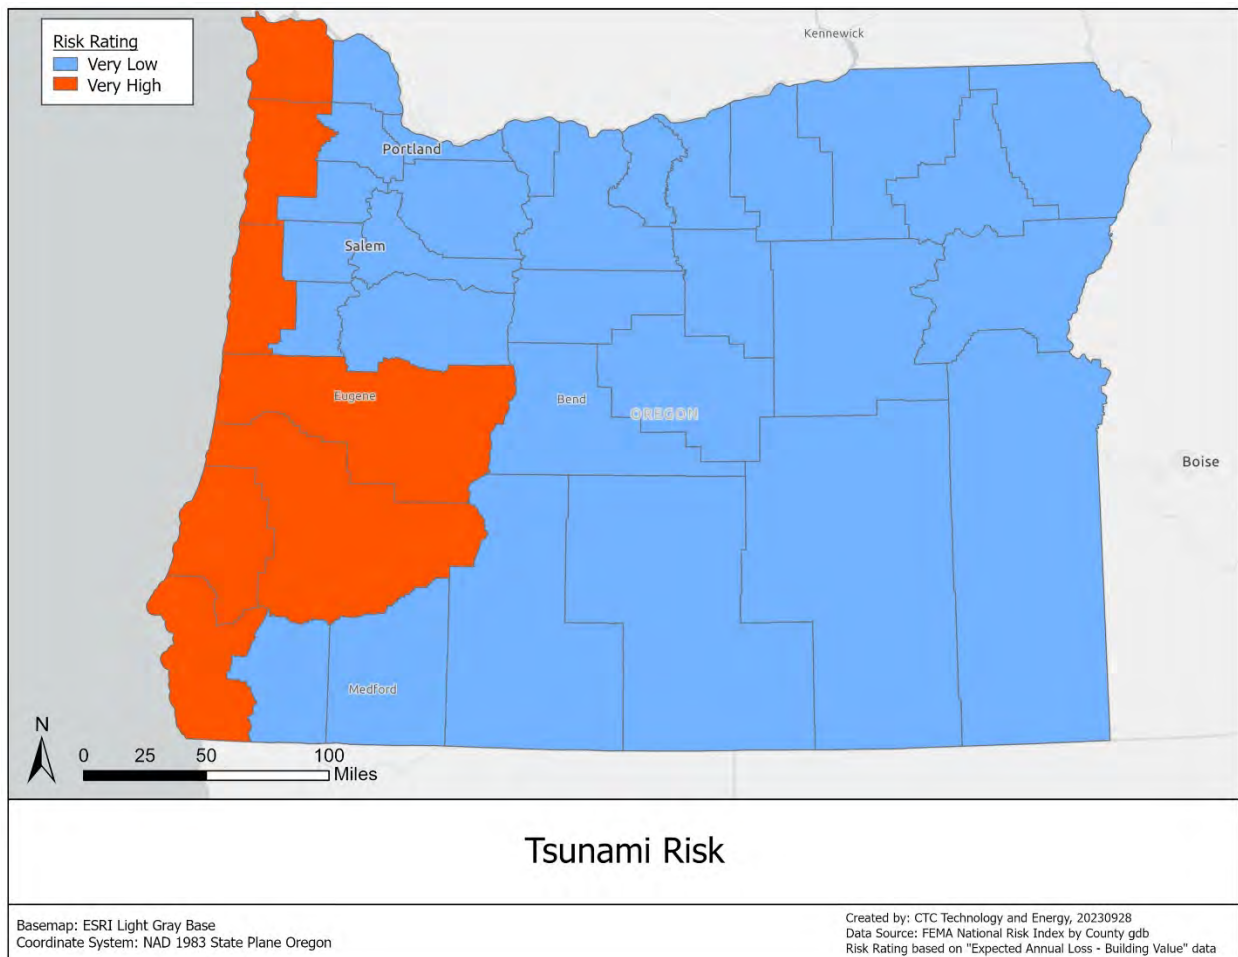 Risk Rating
Very Low
Very High
Kennewick
Portland
Salem
Eugene
Bend
OREGON
Boise
Medford
N
0 25 50 100
Miles
Tsunami Risk
Basemap: ESRI Light Gray Base
Coordinate System: NAD 1983 State Plane Oregon
Created by: CTC Technology and Energy, 20230928
Data Source: FEMA National Risk Index by County gdb
Risk Rating based on "Expected Annual Loss - Building Value" data